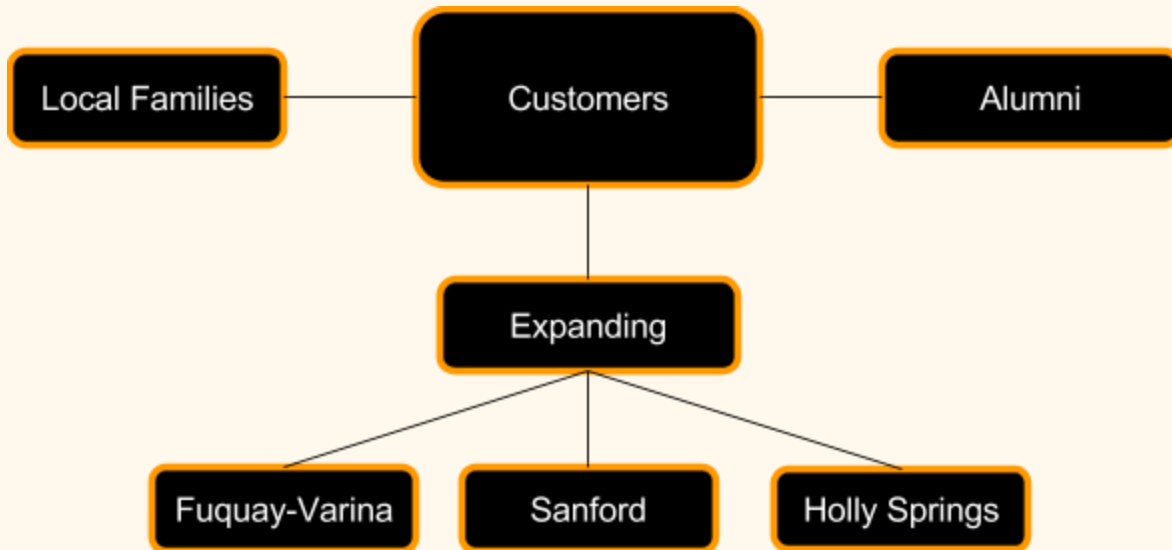 Local Families
Customers
Alumni
Expanding
Fuquay-Varina
Sanford
Holly Springs